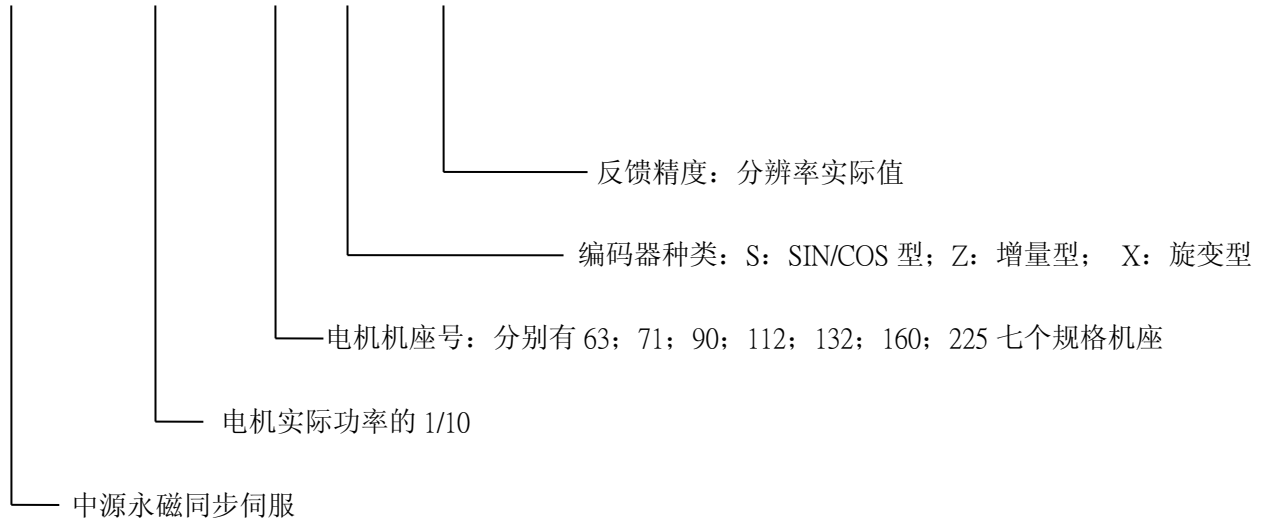 反馈精度：分辨率实际值
编码器种类：S：SIN/COS 型；Z：增量型； X：旋变型
电机机座号：分别有 63；71；90；112；132；160；225 七个规格机座
电机实际功率的 1/10
中源永磁同步伺服